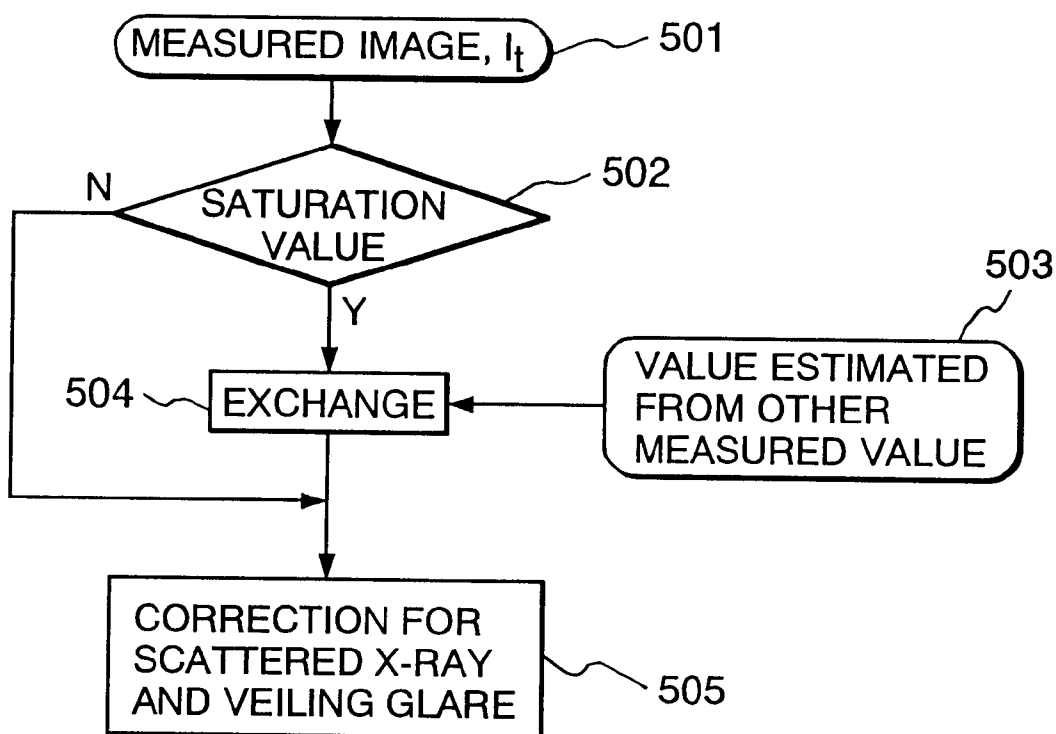 MEASURED IMAGE, It
501
502
N
SATURATION
VALUE
Y
503
504
EXCHANGE
VALUE ESTIMATED
FROM OTHER
MEASURED VALUE
CORRECTION FOR
SCATTERED X-RAY
AND VEILING GLARE
505